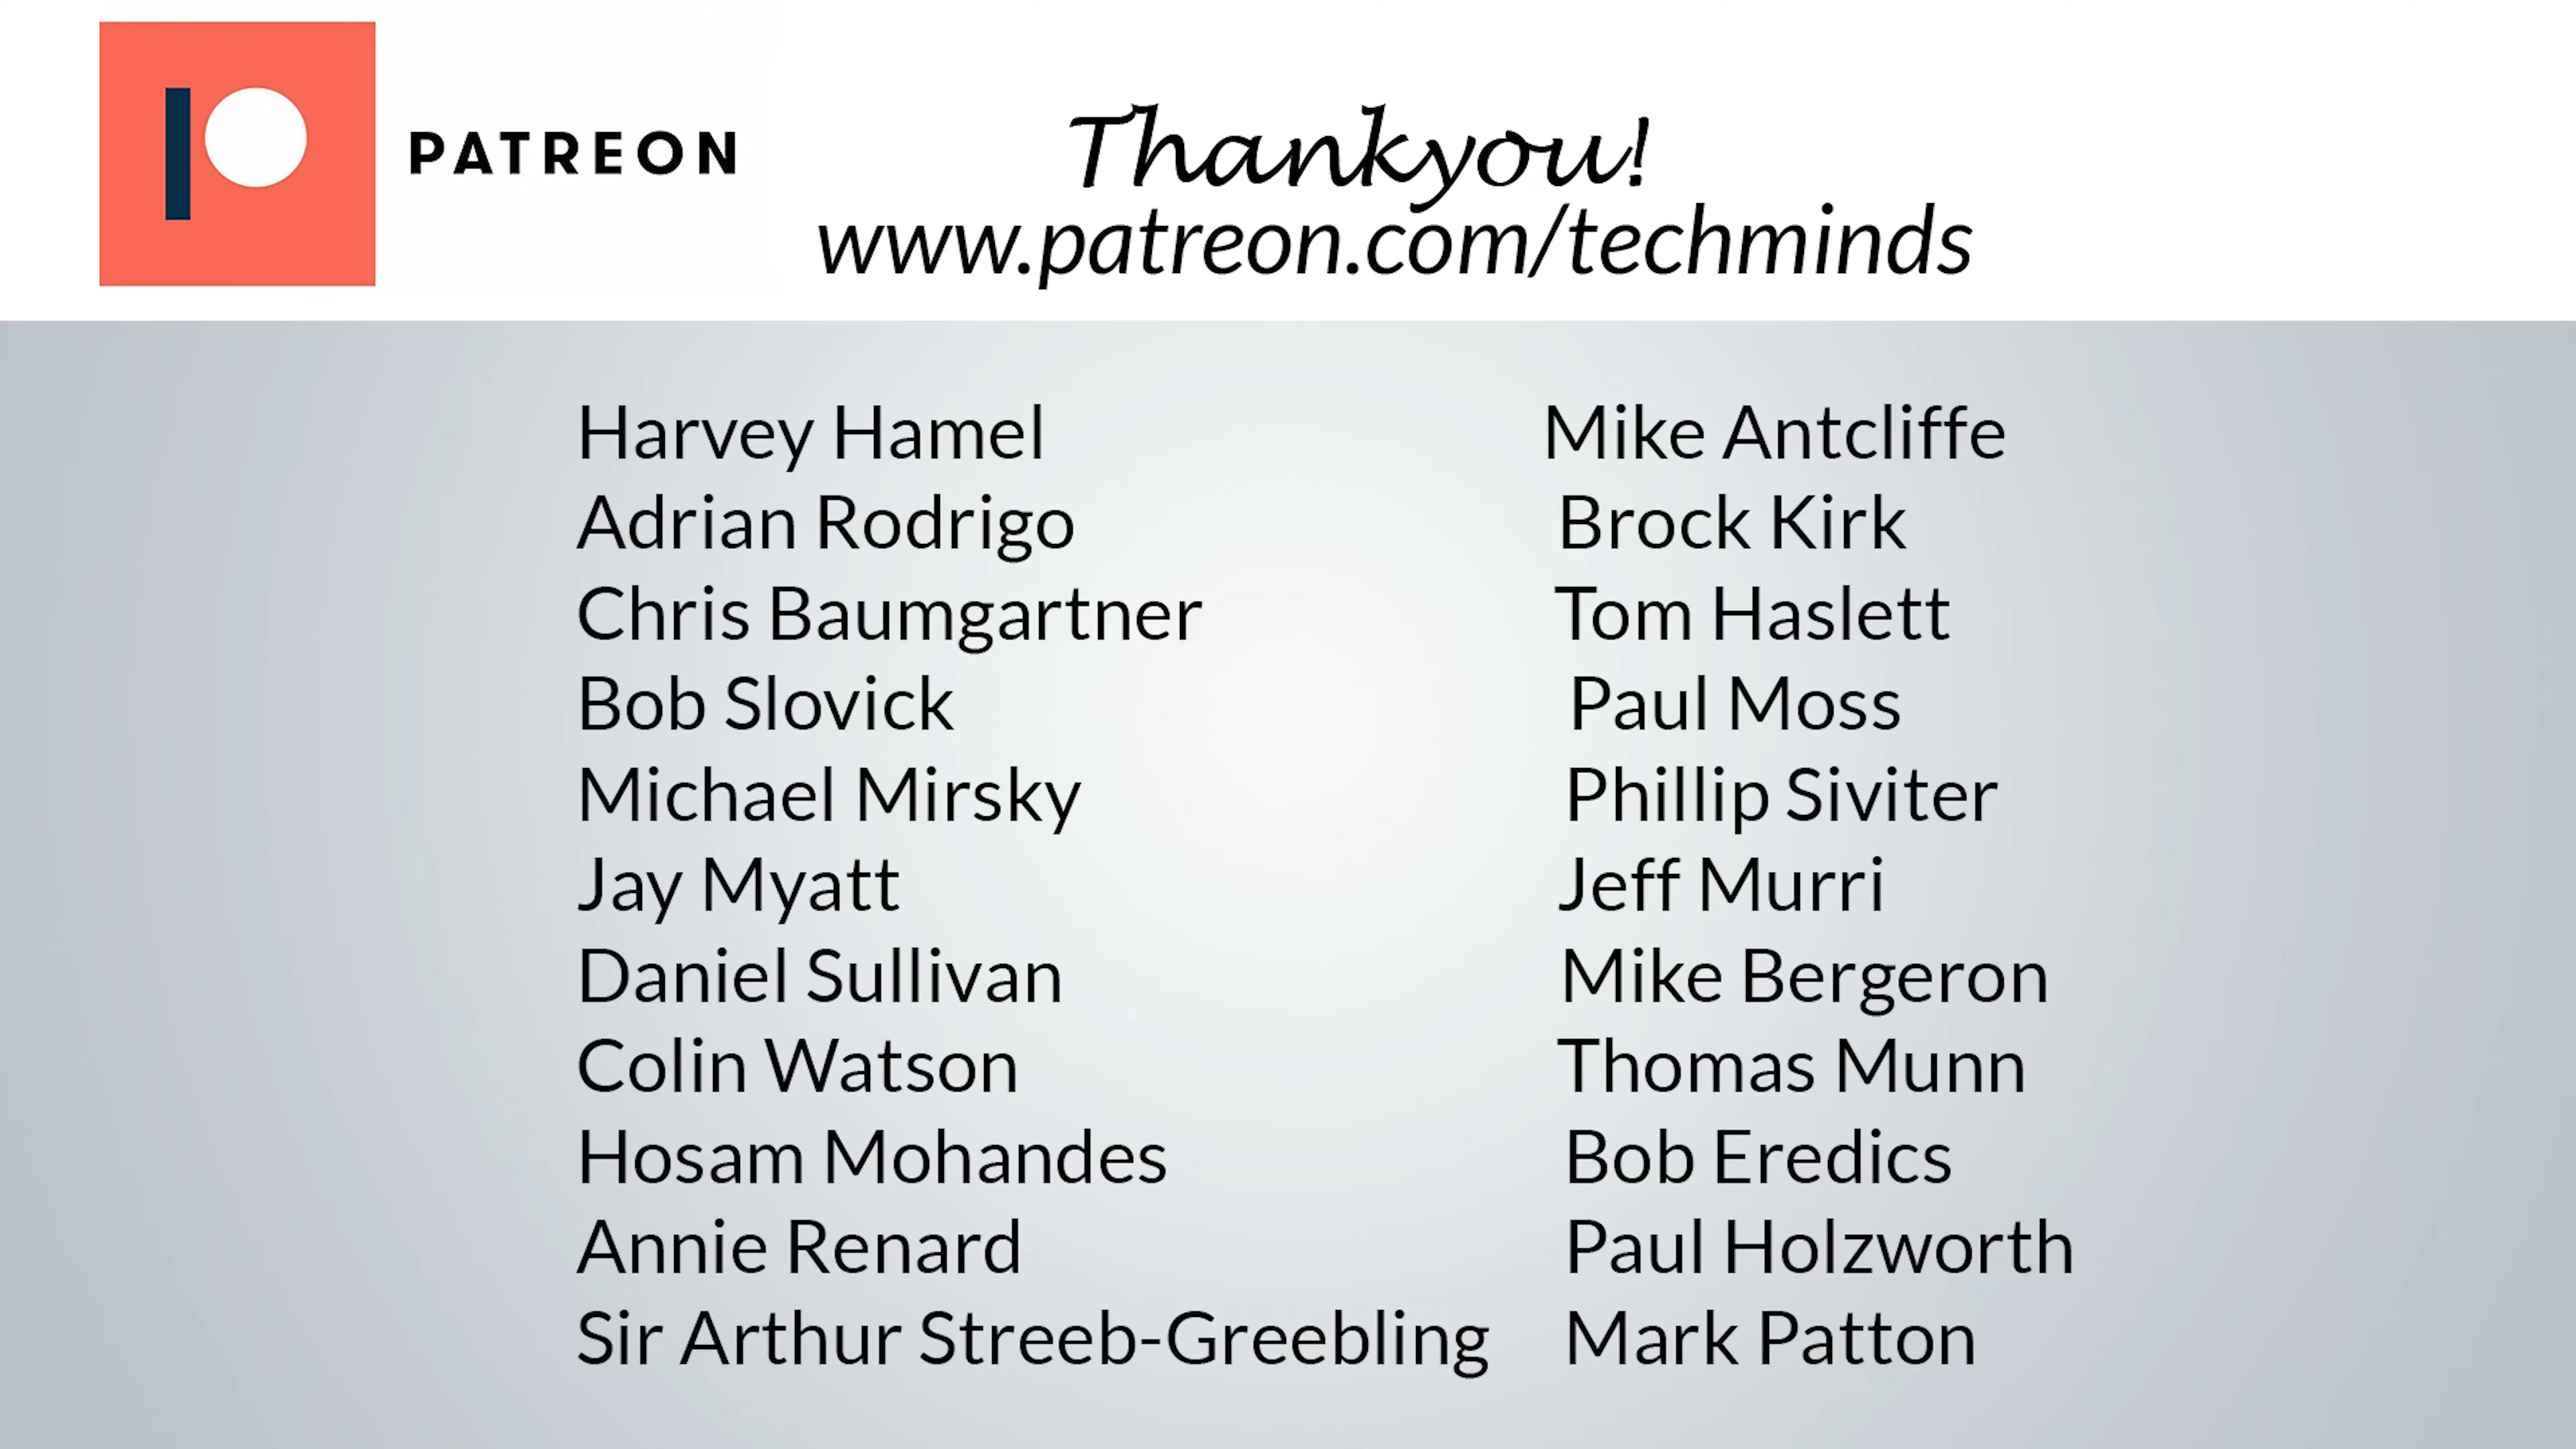 PATREON
Thankyou!
www.patreon.com/techminds
Harvey Hamel
Adrian Rodrigo
Chris Baumgartner
Bob Slovick
Michael Mirsky
Jay Myatt
Daniel Sullivan
Colin Watson
Hosam Mohandes
Annie Renard
Sir Arthur Streeb-Greebling
Mike Antcliffe
Brock Kirk
Tom Haslett
Paul Moss
Phillip Siviter
Jeff Murri
Mike Bergeron
Thomas Munn
Bob Eredics
Paul Holzworth
Mark Patton